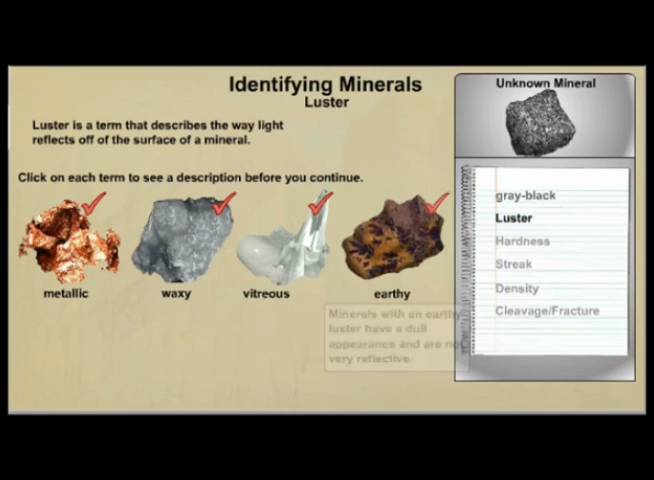 Identifying Minerals
Luster
Luster is a term that describes the way light
reflects off of the surface of a mineral.
Click on each term to see a description before you continue.
metallic
waxy
vitreous
earthy
Minerals with an earthy
luster have a dull
appearance and are not
very reflective.
Unknown Mineral
gray-black
Luster
Hardness
Streak
Density
Cleavage/Fracture